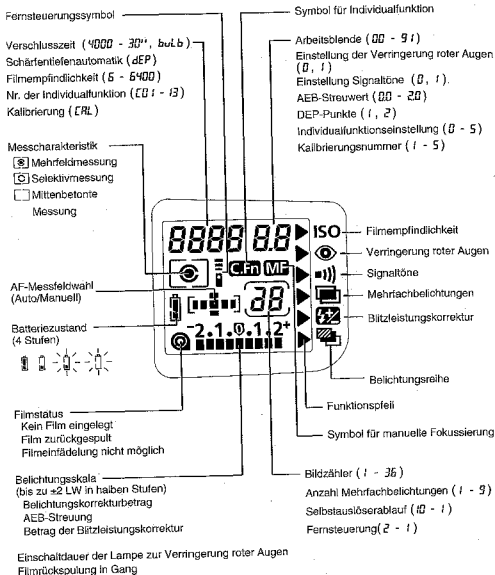 Fernsteuerungssymbol
Verschlusszeit (4000 - 30", bulb)
Schärfentiefenautomatik (dEP)
Filmempfindlichkeit (6 - 6400)
Nr. der Individualfunktion (C01 - 13)
Kalibrierung (CAL)
Messcharakteristik
Mehrfeldmessung
Selektivmessung
Mittenbetonte
Messung
AF-Messfeldwahl
(Auto/Manuell)
Batteriezustand
(4 Stufen)
Filmstatus
Kein Film eingelegt
Film zurückgespult
Filmeinfädelung nicht möglich
Belichtungsskala
(bis zu ±2 LW in halben Stufen)
Belichtungskorrekturbetrag
AEB-Streuung
Betrag der Blitzleistungskorrektur
Einschaltdauer der Lampe zur Verringerung roter Augen
Filmrückspulung in Gang
8888 8.8
C.Fn MF
[88]
-2.1.0.1.2+
ISO
Symbol für Individualfunktion
Arbeitsblende (00 - 91)
Einstellung der Verringerung roter Augen
(0, 1)
Einstellung Signaltöne (0, 1).
AEB-Streuwert (0.0 - 2.0)
DEP-Punkte (1, 2)
Individualfunktionseinstellung (0 - 5)
Kalibrierungsnummer (1 - 5)
Filmempfindlichkeit
Verringerung roter Augen
Signaltöne
Mehrfachbelichtungen
Blitzleistungskorrektur
Belichtungsreihe
Funktionspfeil
Symbol für manuelle Fokussierung
Bildzähler (1 - 36)
Anzahl Mehrfachbelichtungen (1 - 9)
Selbstauslöserablauf (10 - 1)
Fernsteuerung(2 - 1)